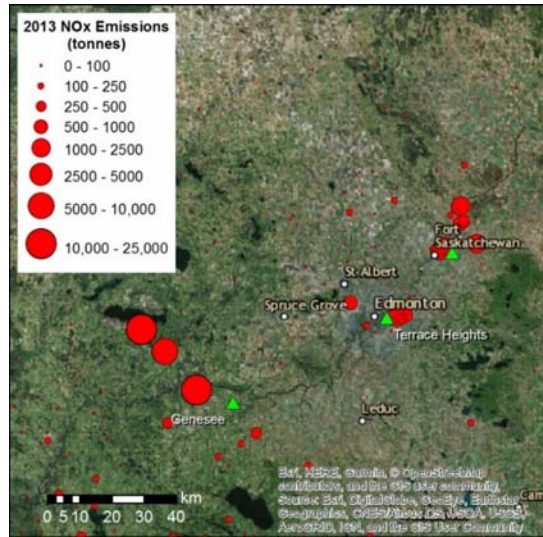 2013 NOx Emissions
(tonnes)
0 - 100
100 - 250
250 - 500
500 - 1000
1000 - 2500
2500 - 5000
5000 - 10,000
10,000 - 25,000
Fort
Saskatchewan
St Albert
Spruce Grove
Edmonton
Terrace Heights
Genesee
Leduc
Cam
km
0 5 10 20 30 40
Esri, HERE, Garmin, © OpenStreetMap
contributors, and the GIS user community,
Source: Esri, DigitalGlobe, GeoEye, Earthstar
Geographics, CNES/Airbus DS, USDA, USGS,
AeroGRID, IGN, and the GIS User Community